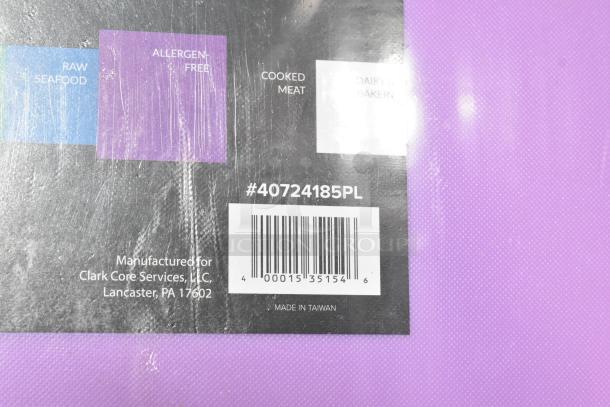 RAW
SEAFOOD
ALLERGEN-
FREE
COOKED
MEAT
DAIRY &
#40724185PL
4 00015 35154 6
Manufactured for
Clark Core Services, LLC,
Lancaster, PA 17602
MADE IN TAIWAN